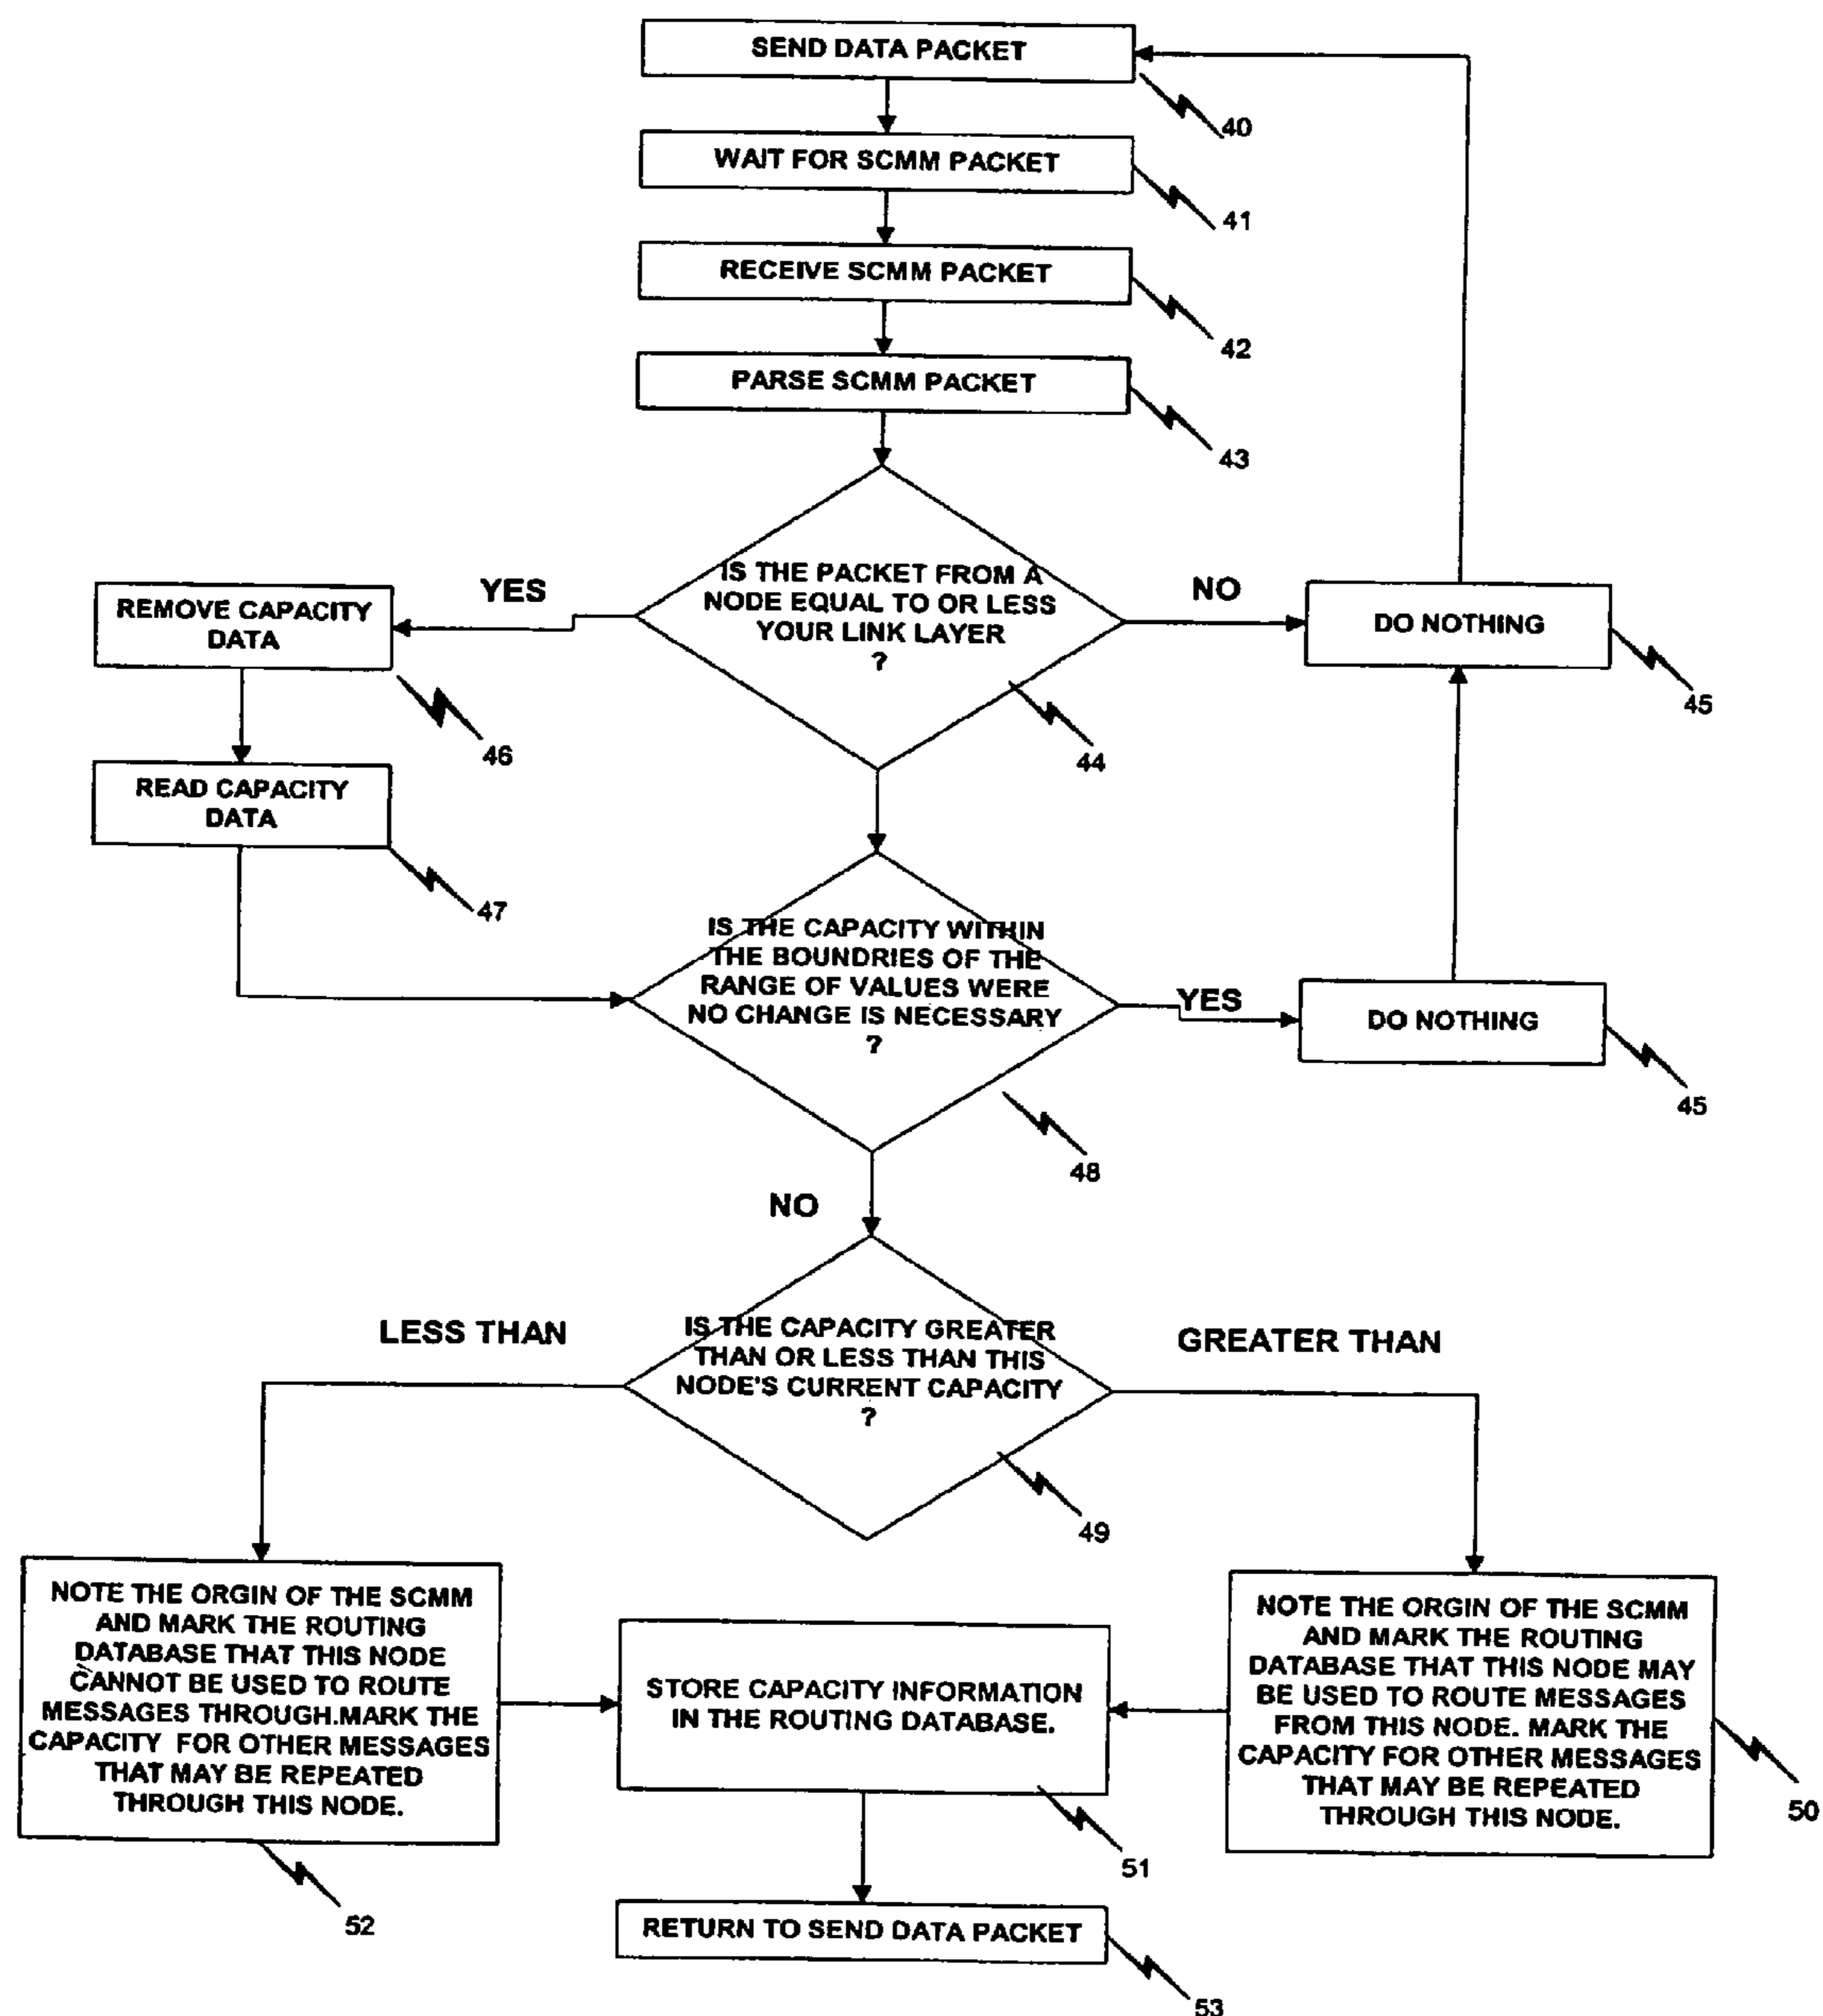 SEND DATA PACKET
40
WAIT FOR SCMM PACKET
41
RECEIVE SCMM PACKET
42
PARSE SCMM PACKET
43
IS THE PACKET FROM A
NODE EQUAL TO OR LESS
YOUR LINK LAYER
?
44
YES
NO
REMOVE CAPACITY
DATA
46
DO NOTHING
45
READ CAPACITY
DATA
47
IS THE CAPACITY WITHIN
THE BOUNDRIES OF THE
RANGE OF VALUES WERE
NO CHANGE IS NECESSARY
?
48
YES
DO NOTHING
45
NO
IS THE CAPACITY GREATER
THAN OR LESS THAN THIS
NODE'S CURRENT CAPACITY
?
49
LESS THAN
GREATER THAN
NOTE THE ORGIN OF THE SCMM
AND MARK THE ROUTING
DATABASE THAT THIS NODE
CANNOT BE USED TO ROUTE
MESSAGES THROUGH.MARK THE
CAPACITY FOR OTHER MESSAGES
THAT MAY BE REPEATED
THROUGH THIS NODE.
52
STORE CAPACITY INFORMATION
IN THE ROUTING DATABASE.
51
NOTE THE ORGIN OF THE SCMM
AND MARK THE ROUTING
DATABASE THAT THIS NODE MAY
BE USED TO ROUTE MESSAGES
FROM THIS NODE. MARK THE
CAPACITY FOR OTHER MESSAGES
THAT MAY BE REPEATED
THROUGH THIS NODE.
50
RETURN TO SEND DATA PACKET
53